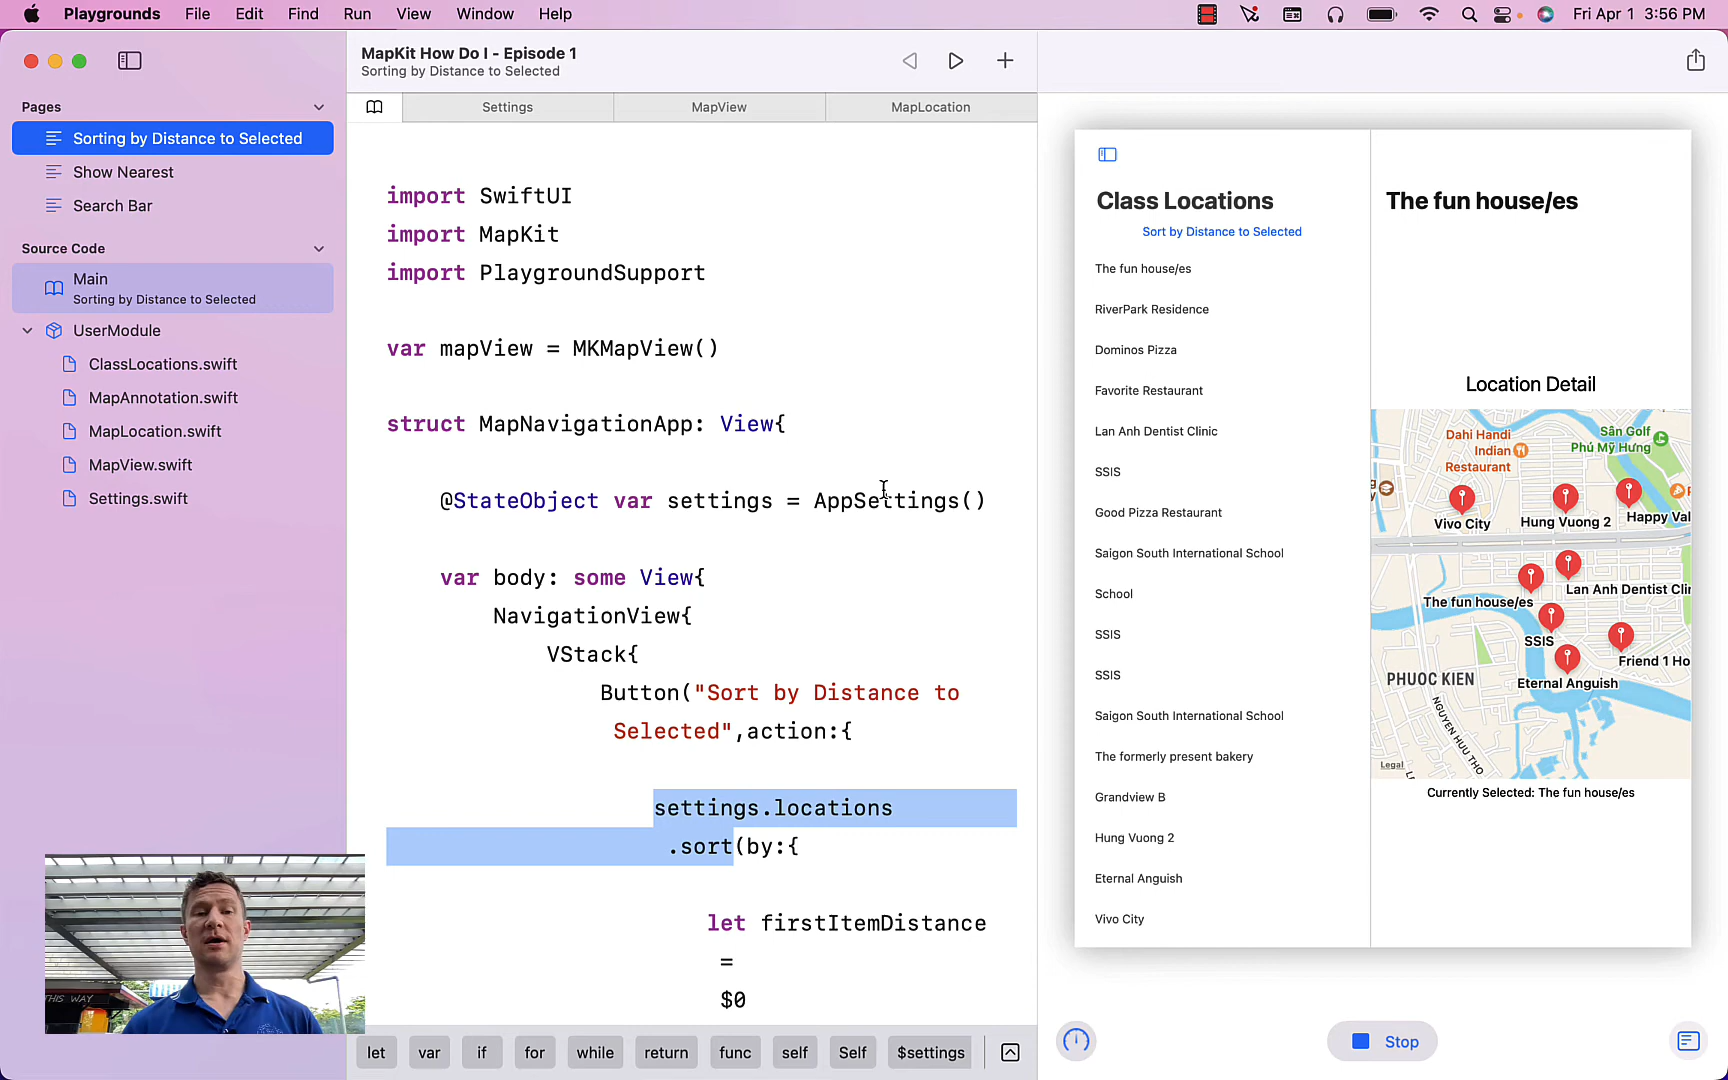 Playgrounds File Edit Find Run View Window Help
Fri Apr 1 3:56 PM
Pages
Sorting by Distance to Selected
Show Nearest
Search Bar
Source Code
Main
Sorting by Distance to Selected
UserModule
ClassLocations.swift
MapAnnotation.swift
MapLocation.swift
MapView.swift
Settings.swift
THIS WAY
MapKit How Do I - Episode 1
Sorting by Distance to Selected
Settings
MapView
MapLocation
import SwiftUI
import MapKit
import PlaygroundSupport
var mapView = MKMapView()
struct MapNavigationApp: View{
@StateObject var settings = AppSettings()
var body: some View{
NavigationView{
VStack{
Button("Sort by Distance to
Selected",action:{
settings.locations
.sort(by:{
let firstItemDistance
=
$0
let var if for while return func self Self $settings
Class Locations
Sort by Distance to Selected
The fun house/es
RiverPark Residence
Dominos Pizza
Favorite Restaurant
Lan Anh Dentist Clinic
SSIS
Good Pizza Restaurant
Saigon South International School
School
SSIS
SSIS
Saigon South International School
The formerly present bakery
Grandview B
Hung Vuong 2
Eternal Anguish
Vivo City
The fun house/es
Location Detail
Dahi Handi
Indian
Restaurant
Sân Golf
Phú Mỹ Hưng
Vivo City
Hung Vuong 2
Happy Val
Lan Anh Dentist Clin
The fun house/es
SSIS
Friend 1 Ho
Eternal Anguish
PHUOC KIEN
NGUYEN HUU THO
Legal
Currently Selected: The fun house/es
Stop